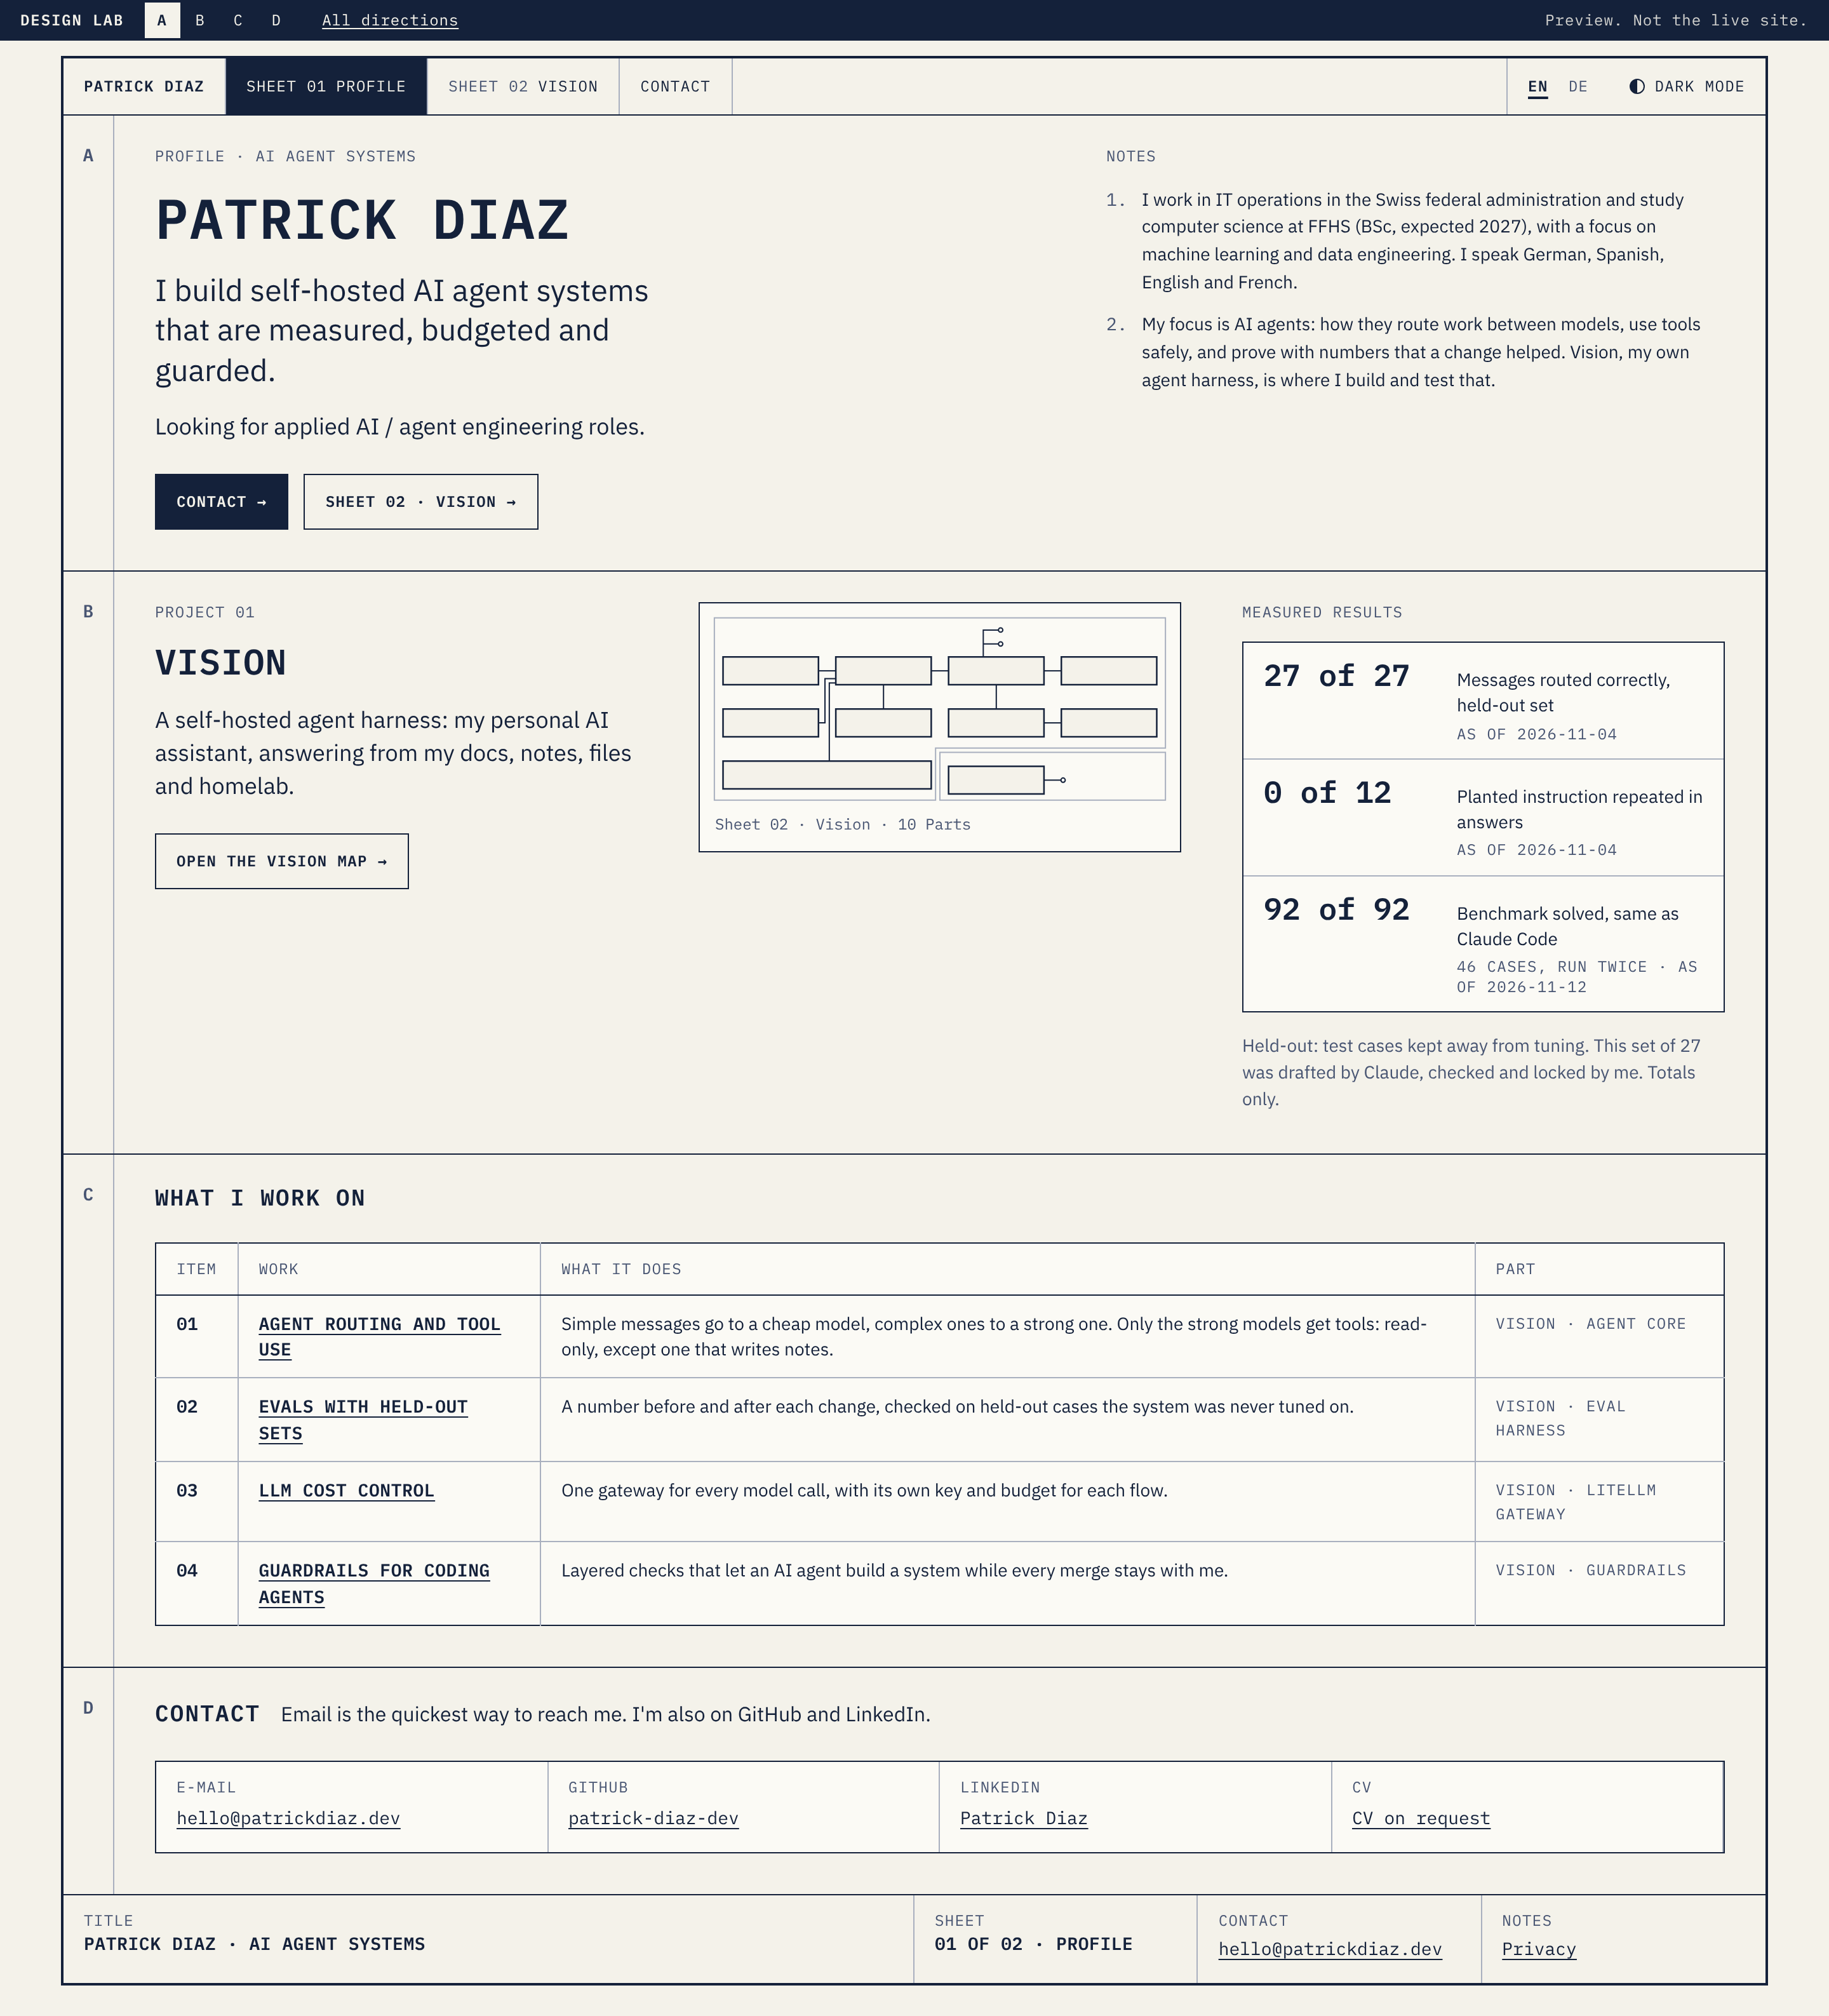 DESIGN LAB A B C D All directions Preview. Not the live site.
PATRICK DIAZ SHEET 01 PROFILE SHEET 02 VISION CONTACT EN DE DARK MODE
A
PROFILE · AI AGENT SYSTEMS
PATRICK DIAZ
I build self-hosted AI agent systems
that are measured, budgeted and
guarded.
Looking for applied AI / agent engineering roles.
CONTACT → SHEET 02 · VISION →
NOTES
1. I work in IT operations in the Swiss federal administration and study
computer science at FFHS (BSc, expected 2027), with a focus on
machine learning and data engineering. I speak German, Spanish,
English and French.
2. My focus is AI agents: how they route work between models, use tools
safely, and prove with numbers that a change helped. Vision, my own
agent harness, is where I build and test that.
B
PROJECT 01
VISION
A self-hosted agent harness: my personal AI
assistant, answering from my docs, notes, files
and homelab.
OPEN THE VISION MAP →
Sheet 02 · Vision · 10 Parts
MEASURED RESULTS
27 of 27 Messages routed correctly,
held-out set
AS OF 2026-11-04
0 of 12 Planted instruction repeated in
answers
AS OF 2026-11-04
92 of 92 Benchmark solved, same as
Claude Code
46 CASES, RUN TWICE · AS
OF 2026-11-12
Held-out: test cases kept away from tuning. This set of 27
was drafted by Claude, checked and locked by me. Totals
only.
C
WHAT I WORK ON
ITEM WORK WHAT IT DOES PART
01 AGENT ROUTING AND TOOL
USE
Simple messages go to a cheap model, complex ones to a strong one. Only the strong models get tools: read-
only, except one that writes notes.
VISION · AGENT CORE
02 EVALS WITH HELD-OUT
SETS
A number before and after each change, checked on held-out cases the system was never tuned on.
VISION · EVAL
HARNESS
03 LLM COST CONTROL
One gateway for every model call, with its own key and budget for each flow.
VISION · LITELLM
GATEWAY
04 GUARDRAILS FOR CODING
AGENTS
Layered checks that let an AI agent build a system while every merge stays with me.
VISION · GUARDRAILS
D
CONTACT Email is the quickest way to reach me. I'm also on GitHub and LinkedIn.
E-MAIL
hello@patrickdiaz.dev
GITHUB
patrick-diaz-dev
LINKEDIN
Patrick Diaz
CV
CV on request
TITLE
PATRICK DIAZ · AI AGENT SYSTEMS
SHEET
01 OF 02 · PROFILE
CONTACT
hello@patrickdiaz.dev
NOTES
Privacy